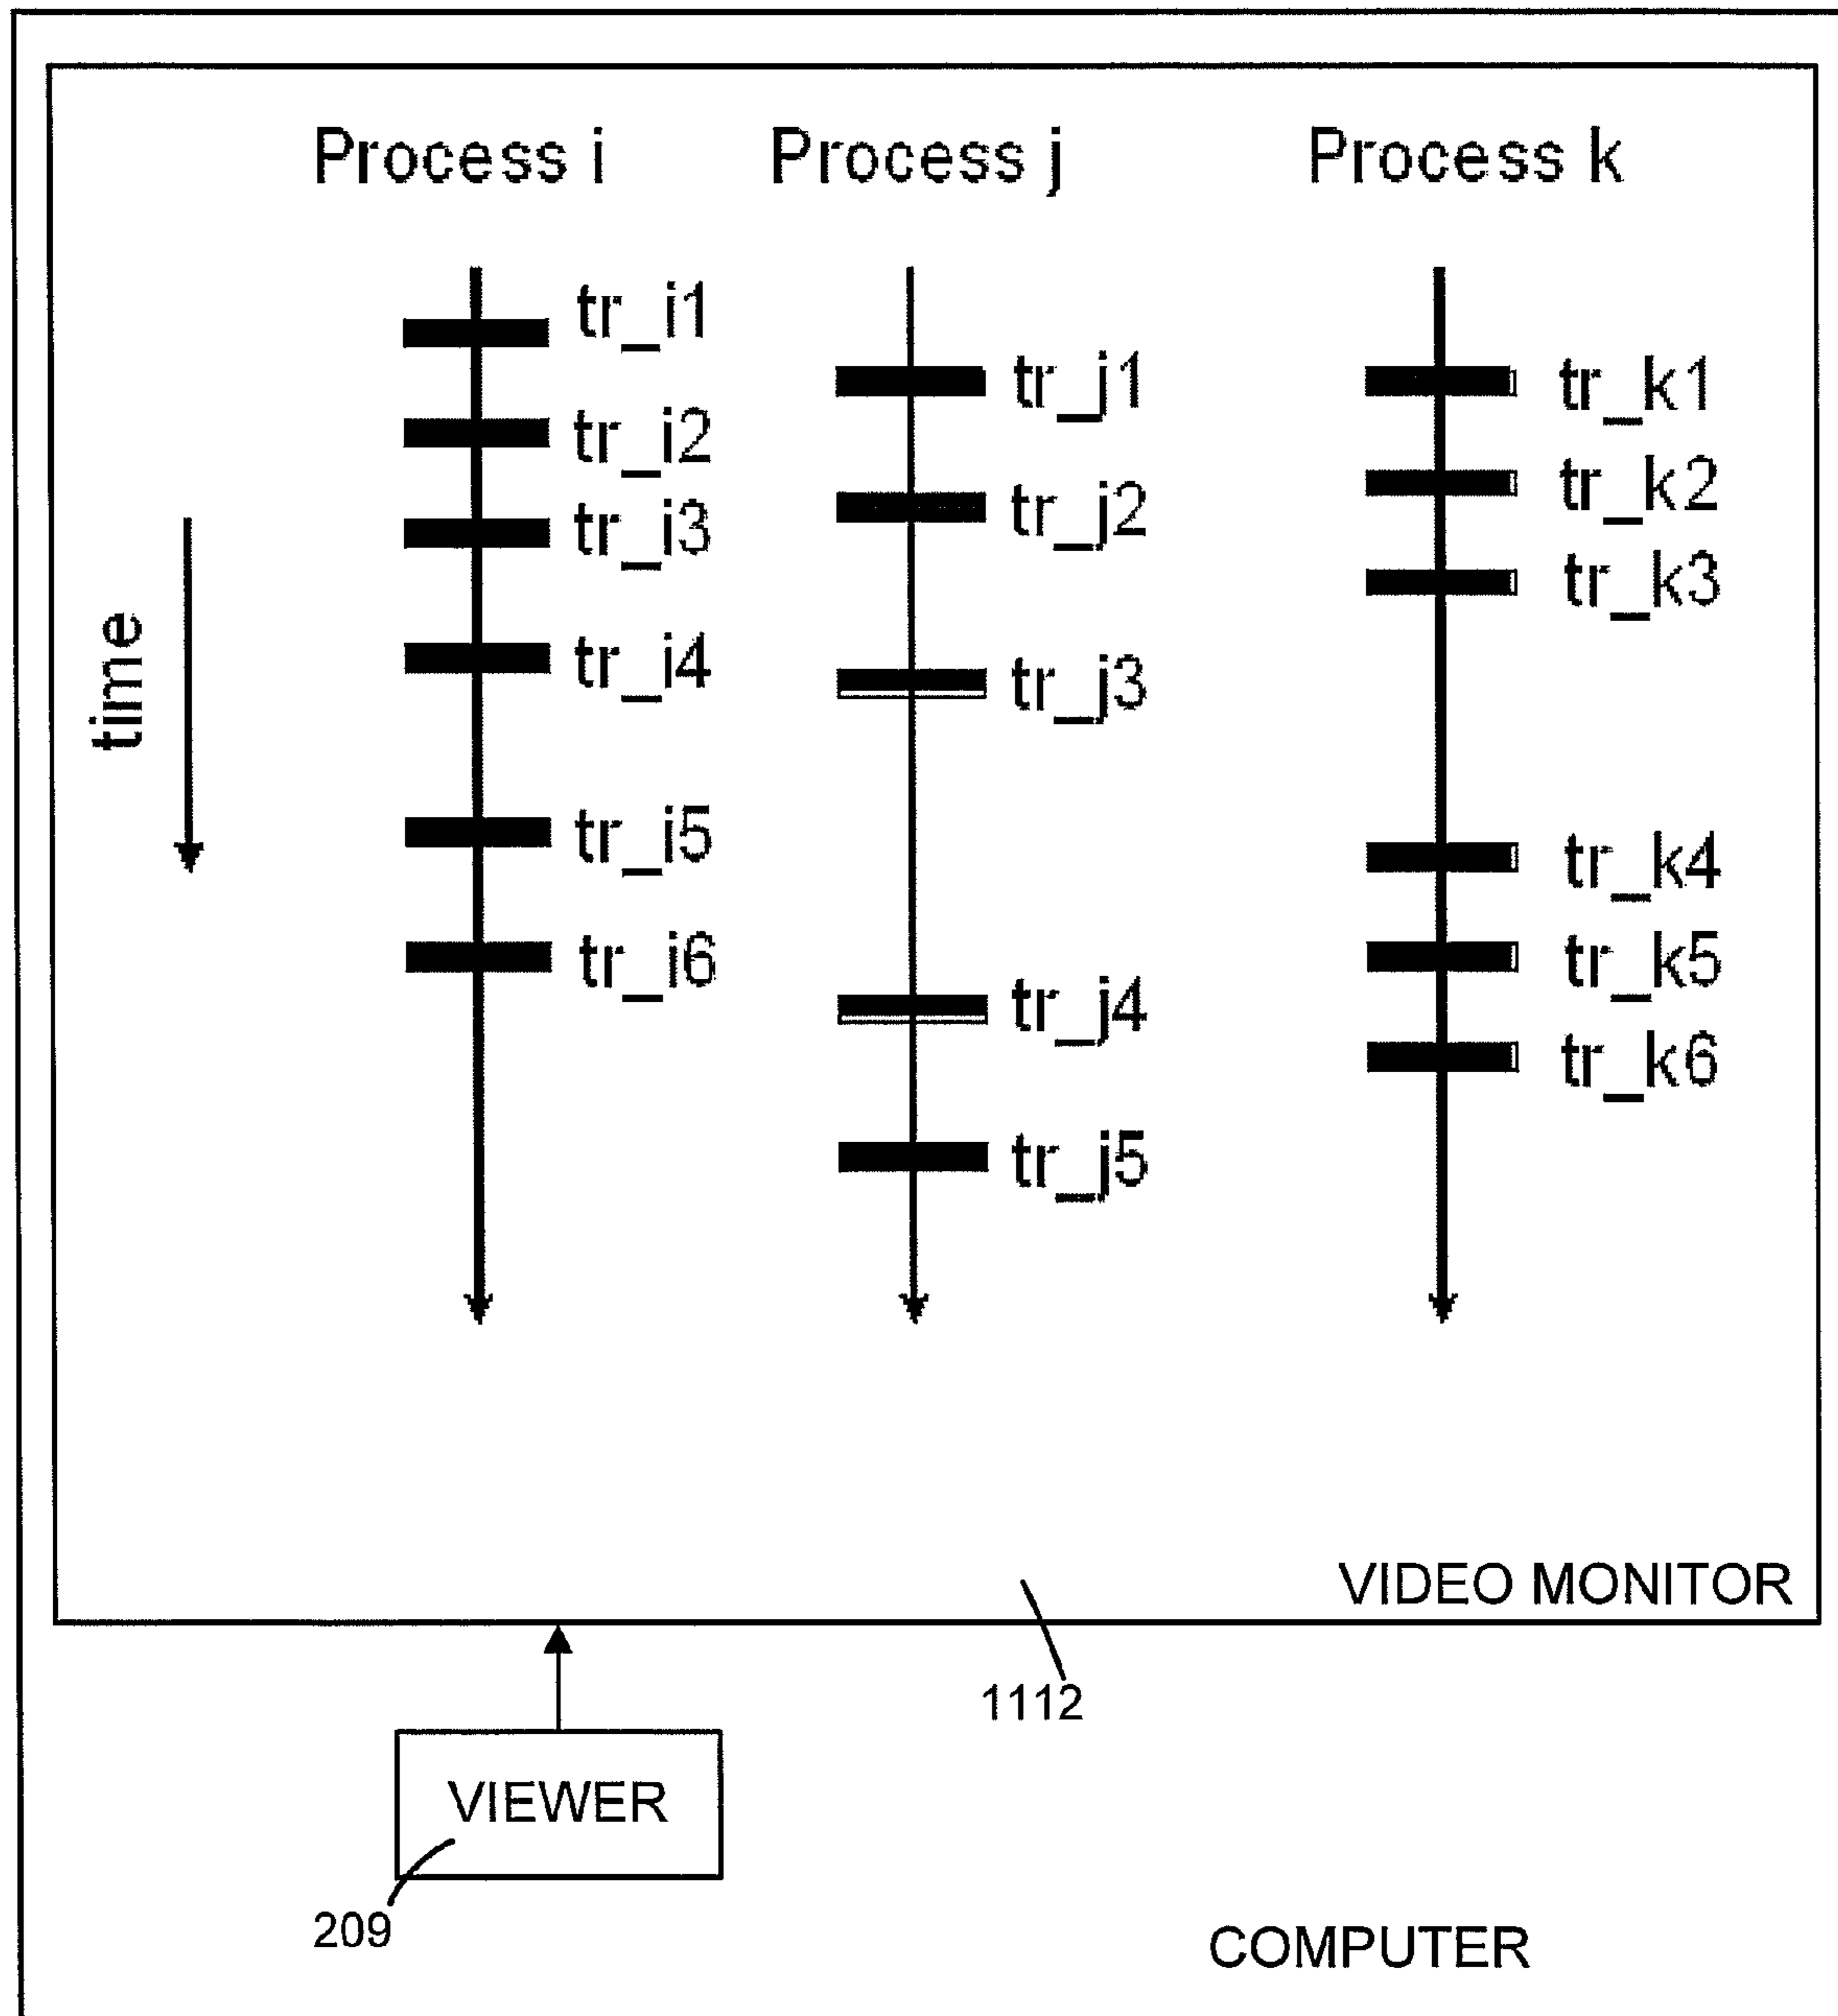 Process i Process j Process k
tr_i1
tr_i2
tr_i3
tr_i4
tr_i5
tr_i6
tr_j1
tr_j2
tr_j3
tr_j4
tr_j5
tr_k1
tr_k2
tr_k3
tr_k4
tr_k5
tr_k6
time
VIDEO MONITOR
1112
VIEWER
209
COMPUTER